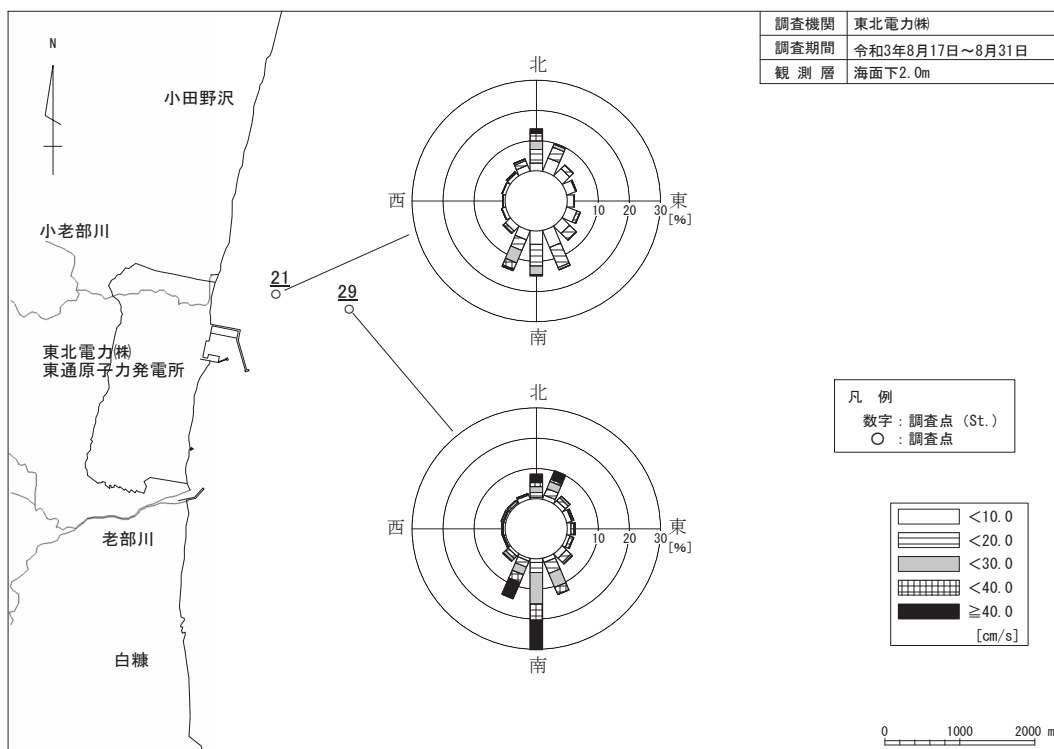 調査機関 東北電力㈱
調査期間 令和3年8月17日～8月31日
観測層 海面下2.0m
N
小田野沢
小老部川
東北電力㈱
東通原子力発電所
老部川
白糠
21
29
北
西
東
10 20 30
[%]
南
北
西
東
10 20 30
[%]
南
凡 例
数字：調査点（St.）
○ ：調査点
<10.0
<20.0
<30.0
<40.0
≧40.0
[cm/s]
0 1000 2000 m